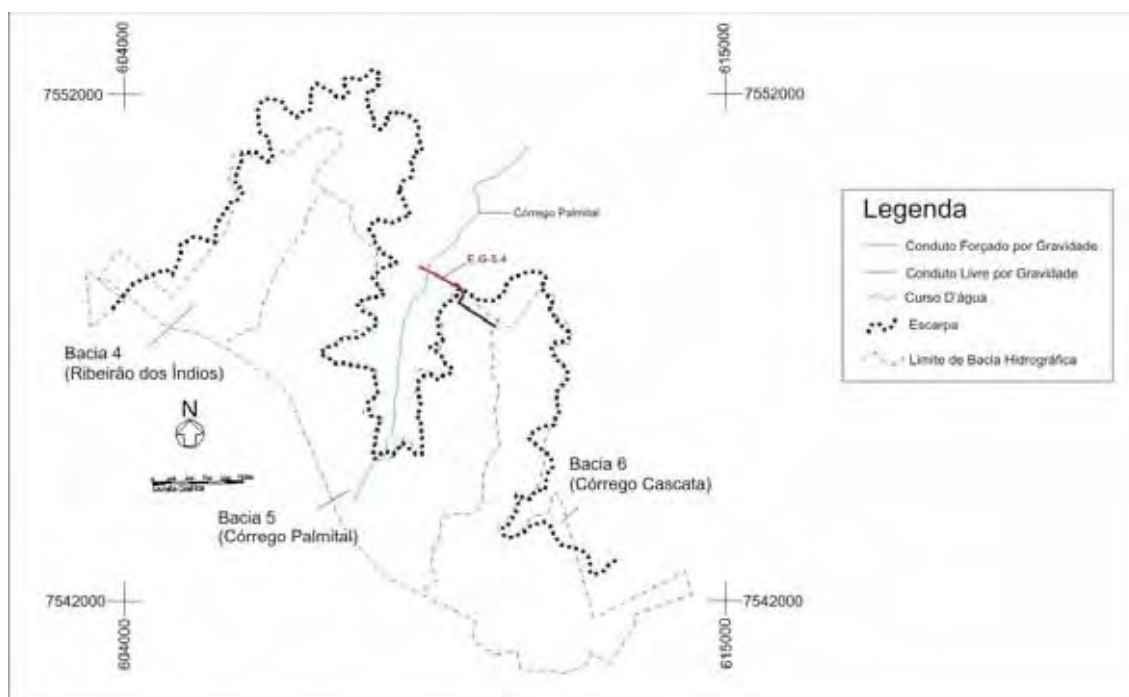 604000
615000
7552000
7552000
Córrego Palmital
E.G-5.4
Legenda
Conduto Forçado por Gravidade
Conduto Livre por Gravidade
Curso D'água
Escarpa
Limite de Bacia Hidrográfica
Bacia 4
(Ribeirão dos Índios)
N
Bacia 6
(Córrego Cascata)
Bacia 5
(Córrego Palmital)
7542000
7542000
604000
615000